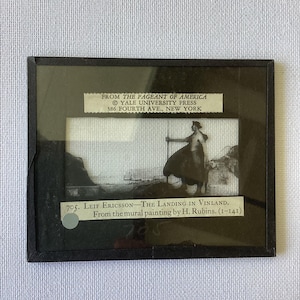 FROM THE PAGEANT OF AMERICA
© YALE UNIVERSITY PRESS
386 FOURTH AVE., NEW YORK
705. LEIF ERICSSON—THE LANDING IN VINLAND,
From the mural painting by H. Rubins. (1-141)